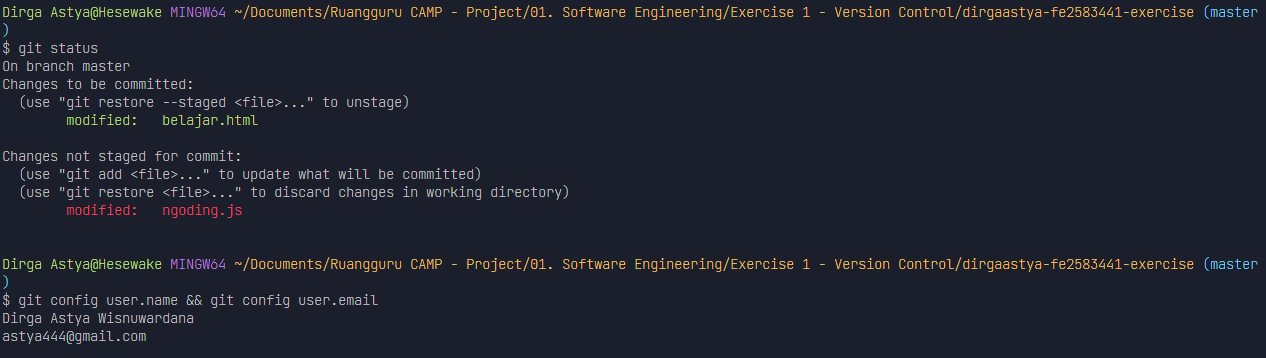 Dirga Astya@Hesewake MINGW64 ~/Documents/Ruangguru CAMP - Project/01. Software Engineering/Exercise 1 - Version Control/dirgaastya-fe2583441-exercise (master
)
$ git status
On branch master
Changes to be committed:
  (use "git restore --staged <file>..." to unstage)
        modified:   belajar.html

Changes not staged for commit:
  (use "git add <file>..." to update what will be committed)
  (use "git restore <file>..." to discard changes in working directory)
        modified:   ngoding.js

Dirga Astya@Hesewake MINGW64 ~/Documents/Ruangguru CAMP - Project/01. Software Engineering/Exercise 1 - Version Control/dirgaastya-fe2583441-exercise (master
)
$ git config user.name && git config user.email
Dirga Astya Wisnuwardana
astya444@gmail.com